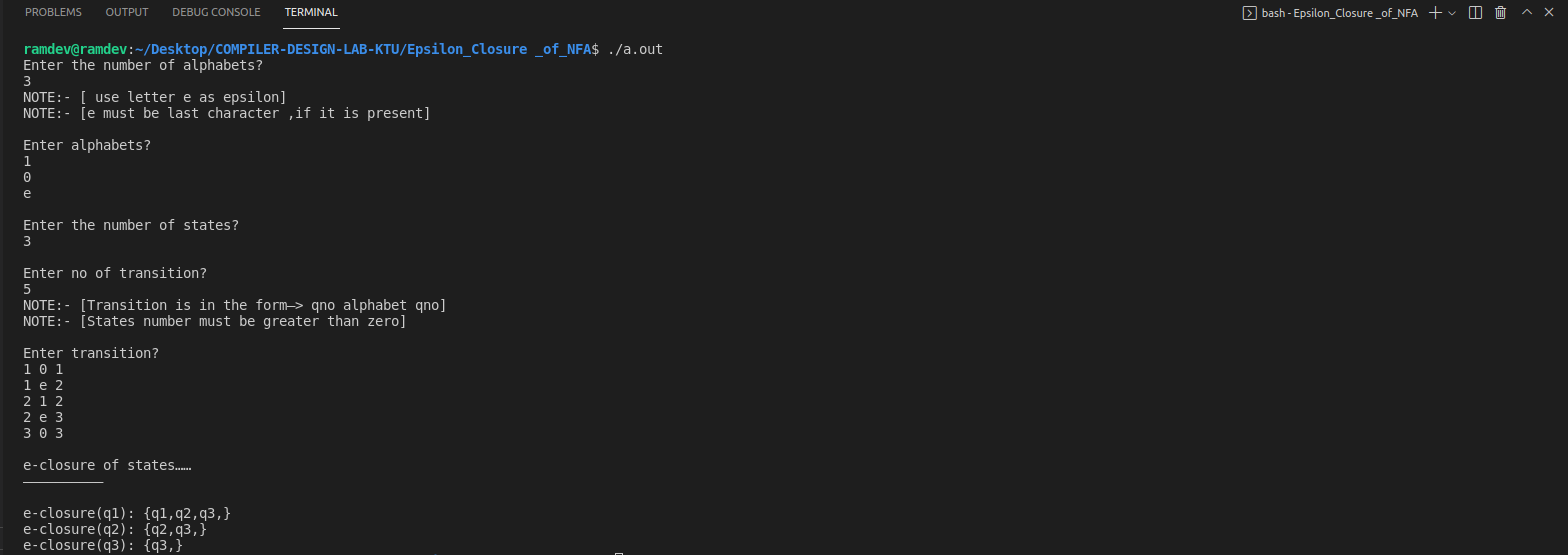 PROBLEMS OUTPUT DEBUG CONSOLE TERMINAL bash - Epsilon_Closure _of_NFA
ramdev@ramdev:~/Desktop/COMPILER-DESIGN-LAB-KTU/Epsilon_Closure _of_NFA$ ./a.out
Enter the number of alphabets?
3
NOTE:- [ use letter e as epsilon]
NOTE:- [e must be last character ,if it is present]
Enter alphabets?
1
0
e
Enter the number of states?
3
Enter no of transition?
5
NOTE:- [Transition is in the form–> qno alphabet qno]
NOTE:- [States number must be greater than zero]
Enter transition?
1 0 1
1 e 2
2 1 2
2 e 3
3 0 3
e-closure of states……
——————————
e-closure(q1): {q1,q2,q3,}
e-closure(q2): {q2,q3,}
e-closure(q3): {q3,}